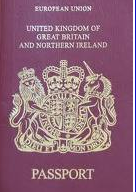 EUROPEAN UNION
UNITED KINGDOM OF
GREAT BRITAIN
AND NORTHERN IRELAND
PASSPORT